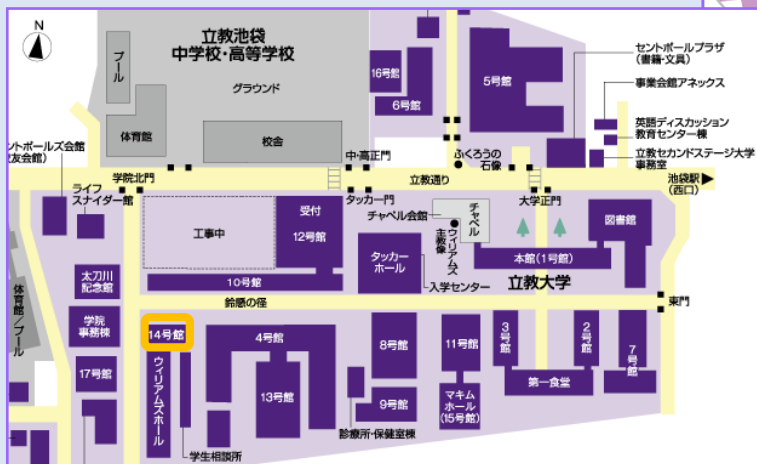 N
立教池袋
中学校・高等学校
プール
グラウンド
体育館
校舎
16号館
6号館
5号館
セントポールプラザ
(書籍・文具)
事業会館アネックス
英語ディスカッション
教育センター棟
立教セカンドステージ大学
事務室
ントポールズ会館
友会館)
学院北門
中・高正門
ふくろうの
石像
立教通り
池袋駅
(西口)
ライフ
スナイダー館
タッカー門
大学正門
チャペル会館
チャペル
ウィリアムズ
主教像
図書館
工事中
受付
12号館
タッカー
ホール
本館(1号館)
太刀川
記念館
10号館
入学センター
立教大学
体育館/プール
鈴懸の径
東門
学院
事務棟
14号館
4号館
8号館
11号館
3号館
2号館
7号館
17号館
ウィリアムズホール
13号館
9号館
マキム
ホール
(15号館)
第一食堂
診療所・保健室棟
学生相談所